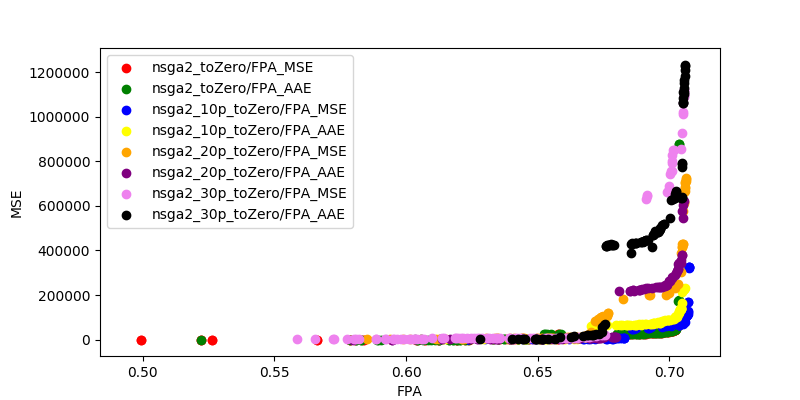 1200000
1000000
800000
600000
400000
200000
0
MSE
nsga2_toZero/FPA_MSE
nsga2_toZero/FPA_AAE
nsga2_10p_toZero/FPA_MSE
nsga2_10p_toZero/FPA_AAE
nsga2_20p_toZero/FPA_MSE
nsga2_20p_toZero/FPA_AAE
nsga2_30p_toZero/FPA_MSE
nsga2_30p_toZero/FPA_AAE
0.50 0.55 0.60 0.65 0.70
FPA